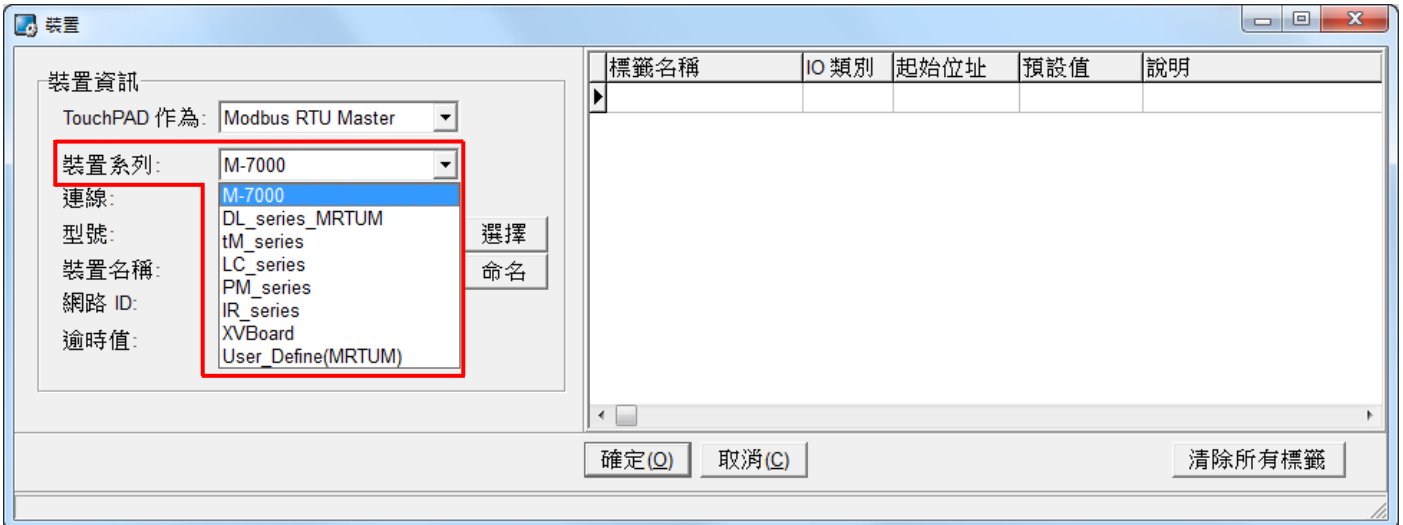 裝置
裝置資訊
TouchPAD 作為: Modbus RTU Master
裝置系列: M-7000
M-7000
DL_series_MRTUM
tM_series
LC_series
PM_series
IR_series
XVBoard
User_Define(MRTUM)
連線:
型號: 選擇
裝置名稱: 命名
網路 ID:
逾時值:
標籤名稱 IO 類別 起始位址 預設值 說明
確定(O) 取消(C) 清除所有標籤